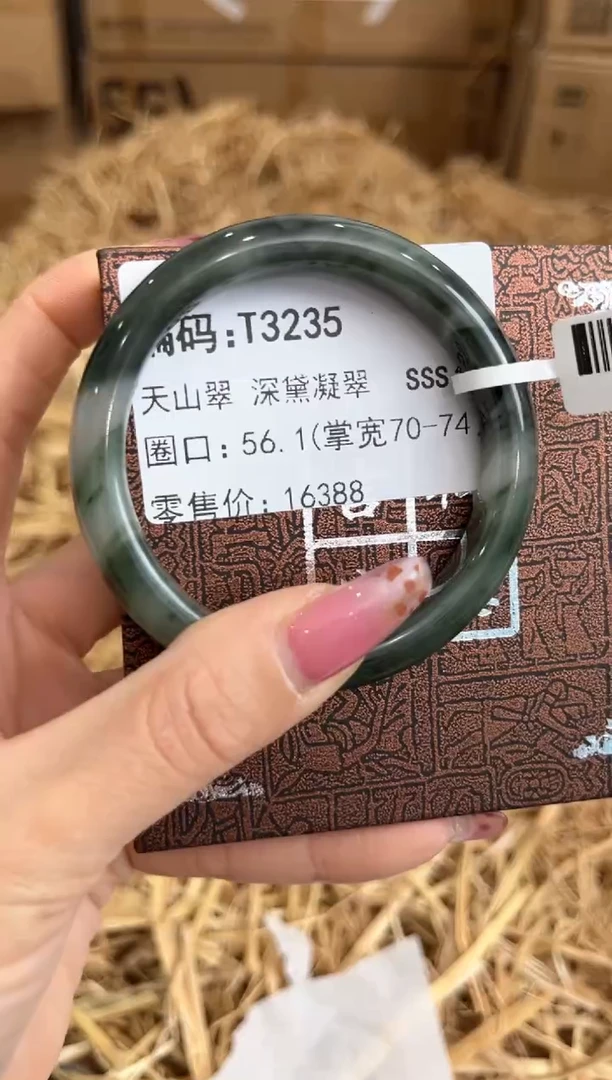 编码:T3235
天山翠 深黛凝翠 SSS
圈口:56.1(掌宽70-74
零售价:16388